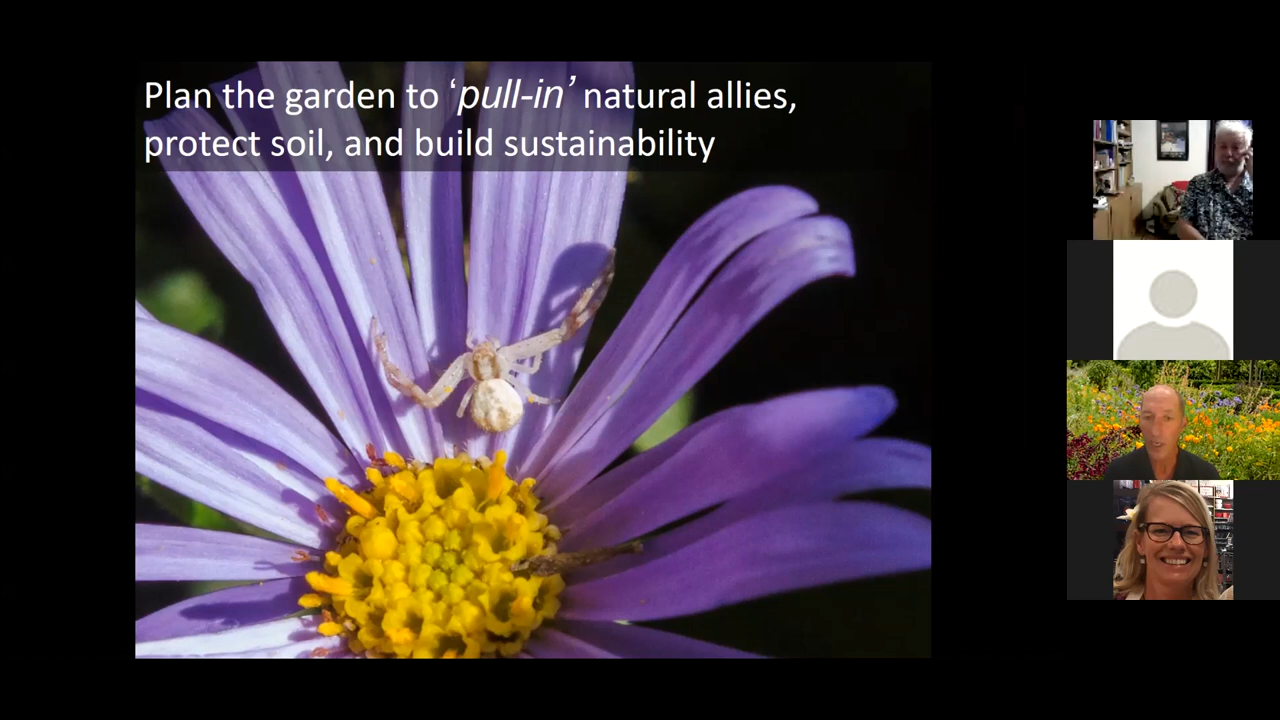 Plan the garden to ‘pull-in’ natural allies,
protect soil, and build sustainability